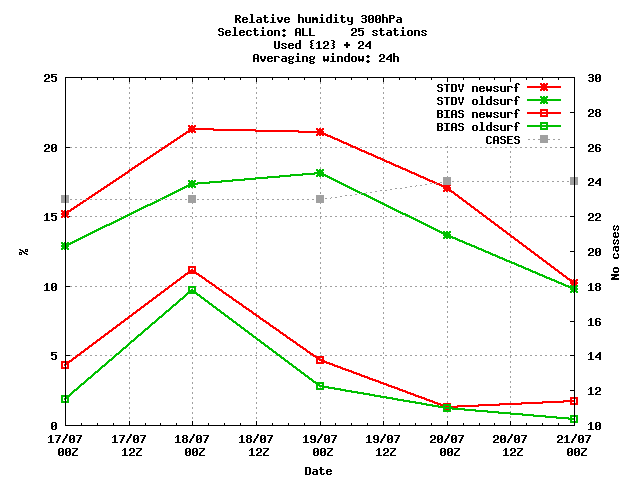 Relative humidity 300hPa
Selection: ALL 25 stations
Used {12} + 24
Averaging window: 24h
25 30
STDV newsurf
STDV oldsurf
28
BIAS newsurf
BIAS oldsurf
20 26
CASES
24
15 22
% 20
No cases
10 18
16
5 14
12
0 10
17/07 17/07 18/07 18/07 19/07 19/07 20/07 20/07 21/07
00Z 12Z 00Z 12Z 00Z 12Z 00Z 12Z 00Z
Date